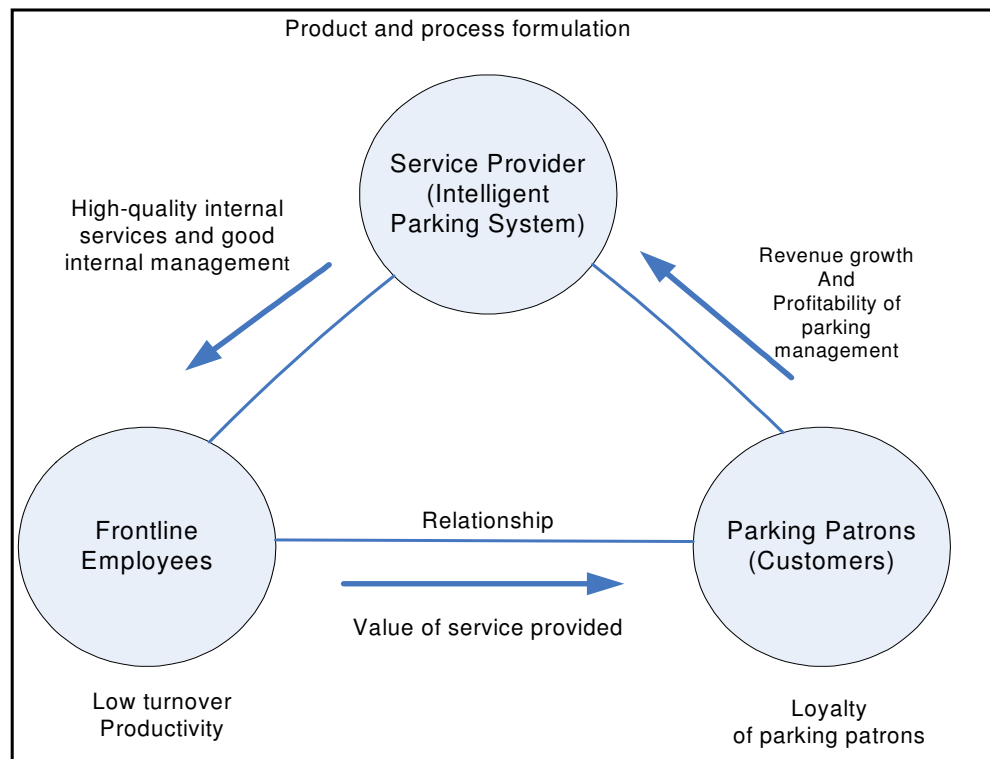 Product and process formulation
Service Provider
(Intelligent
Parking System)
High-quality internal
services and good
internal management
Revenue growth
And
Profitability of
parking
management
Frontline
Employees
Relationship
Parking Patrons
(Customers)
Value of service provided
Low turnover
Productivity
Loyalty
of parking patrons